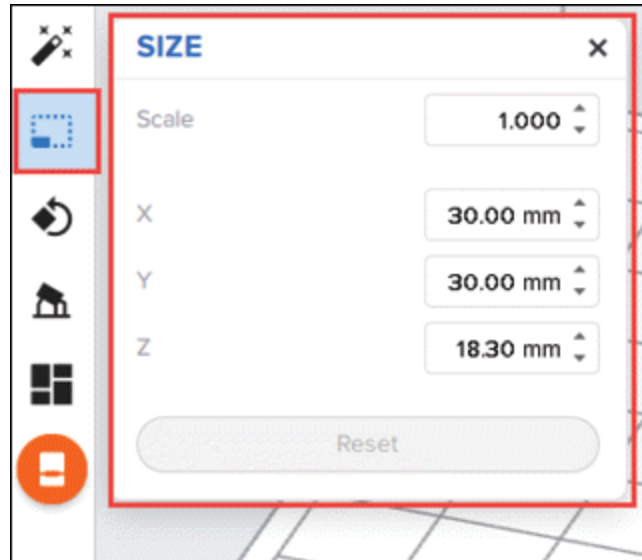 SIZE
Scale 1.000
X 30.00 mm
Y 30.00 mm
Z 18.30 mm
Reset